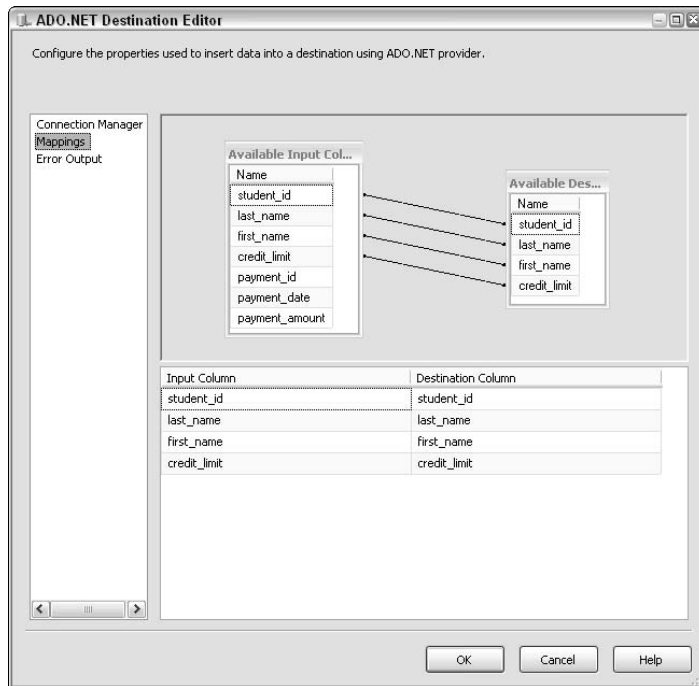 ADO.NET Destination Editor
Configure the properties used to insert data into a destination using ADO.NET provider.
Connection Manager
Mappings
Error Output
Available Input Col...
Name
student_id
last_name
first_name
credit_limit
payment_id
payment_date
payment_amount
Available Des...
Name
student_id
last_name
first_name
credit_limit
Input Column Destination Column
student_id student_id
last_name last_name
first_name first_name
credit_limit credit_limit
OK Cancel Help